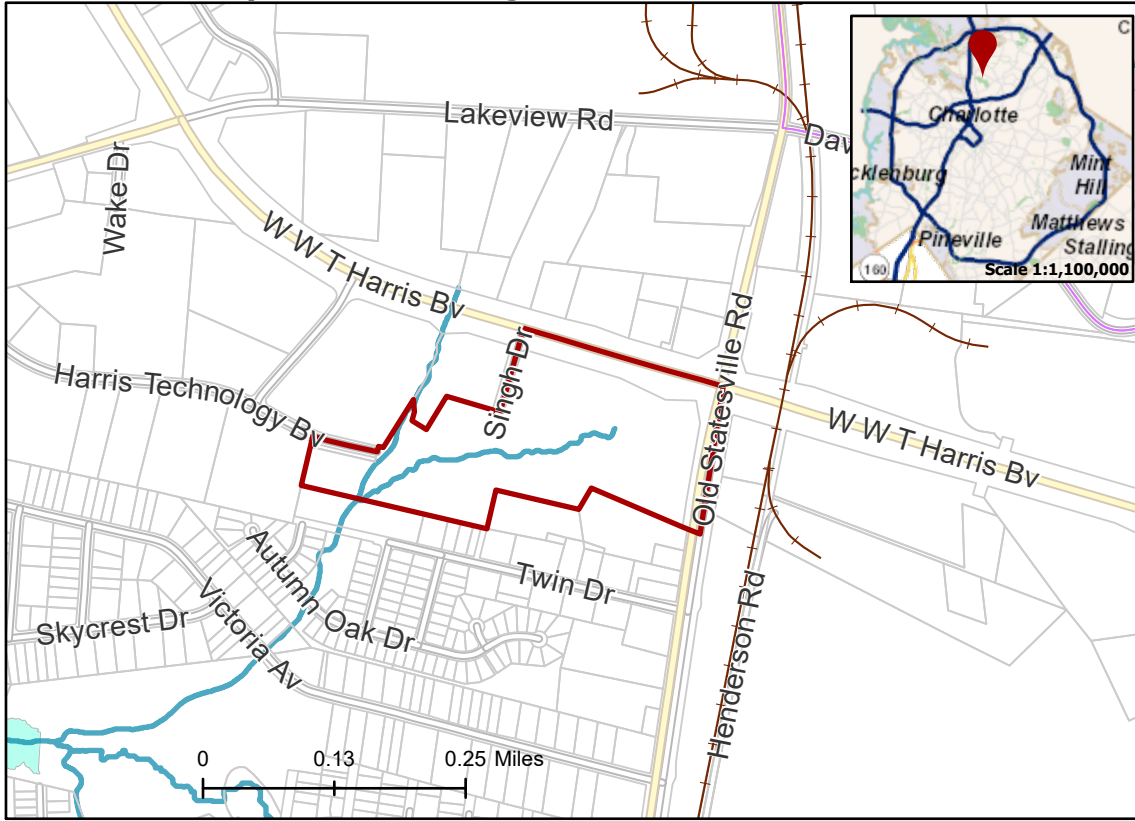 Lakeview Rd
Dav
Wake Dr
W W T Harris Bv
Singh Dr
Old Statesville Rd
Harris Technology Bv
W W T Harris Bv
Autumn Oak Dr
Twin Dr
Victoria Av
Skycrest Dr
Henderson Rd
0 0.13 0.25 Miles
C
Charlotte
cklenburg
Mint
Hill
Matthews
Stalling
Pineville
160
Scale 1:1,100,000